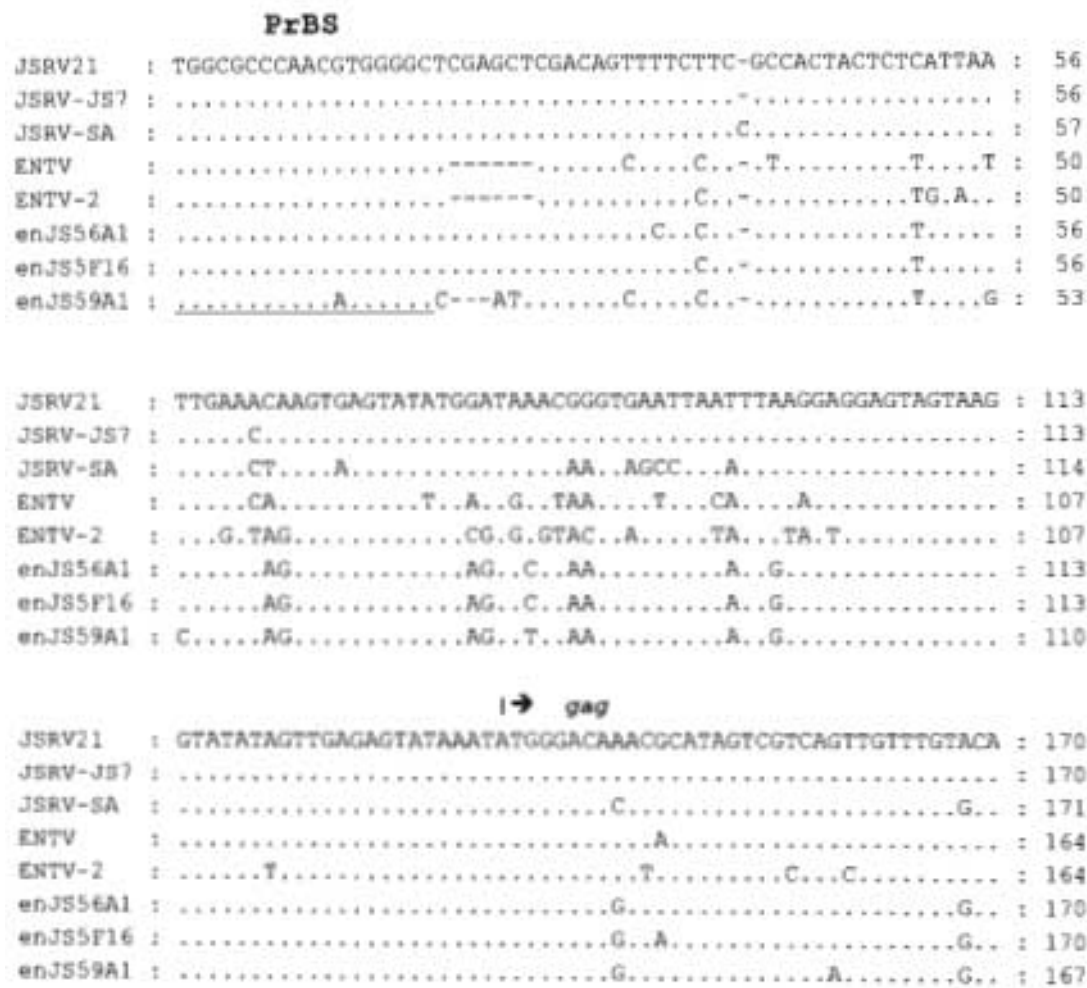 PrBS
JSRV21 : TGGCGCCCAACGTGGGGCTCGAGCTCGACAGTTTTCTTC-GCCACTACTCTCATTAA : 56
JSRV-JS7 : .......................................-................. : 56
JSRV-SA : .......................................C................. : 57
ENTV : ...................------......C....C..-.T.........T....T : 50
ENTV-2 : ...................------...........C..-...........TG.A.. : 50
enJS56A1 : .................................C..C..-...........T..... : 56
enJS5F16 : ....................................C..-...........T..... : 56
enJS59A1 : ...........A......C---AT.......C....C..-...........T....G : 53
JSRV21 : TTGAAACAAGTGAGTATATGGATAAACGGGTGAATTAATTTAAGGAGGAGTAGTAAG : 113
JSRV-JS7 : .....C................................................... : 113
JSRV-SA : .....CT....A...............AA..AGCC...A.................. : 114
ENTV : .....CA..........T..A..G..TAA....T...CA....A............. : 107
ENTV-2 : ...G.TAG............CG.G.GTAC..A.....TA...TA.T........... : 107
enJS56A1 : ......AG............AG..C..AA.........A..G............... : 113
enJS5F16 : ......AG............AG..C..AA.........A..G............... : 113
enJS59A1 : C.....AG............AG..T..AA.........A..G............... : 110
|➔ gag
JSRV21 : GTATATAGTTGAGAGTATAAATATGGGACAAACGCATAGTCGTCAGTTGTTTGTACA : 170
JSRV-JS7 : ......................................................... : 170
JSRV-SA : ..............................C.......................G.. : 171
ENTV : .................................A....................... : 164
ENTV-2 : ......T.........................T.........C...C.......... : 164
enJS56A1 : ..............................G.......................G.. : 170
enJS5F16 : ..............................G..A....................G.. : 170
enJS59A1 : ..............................G..............A........G.. : 167